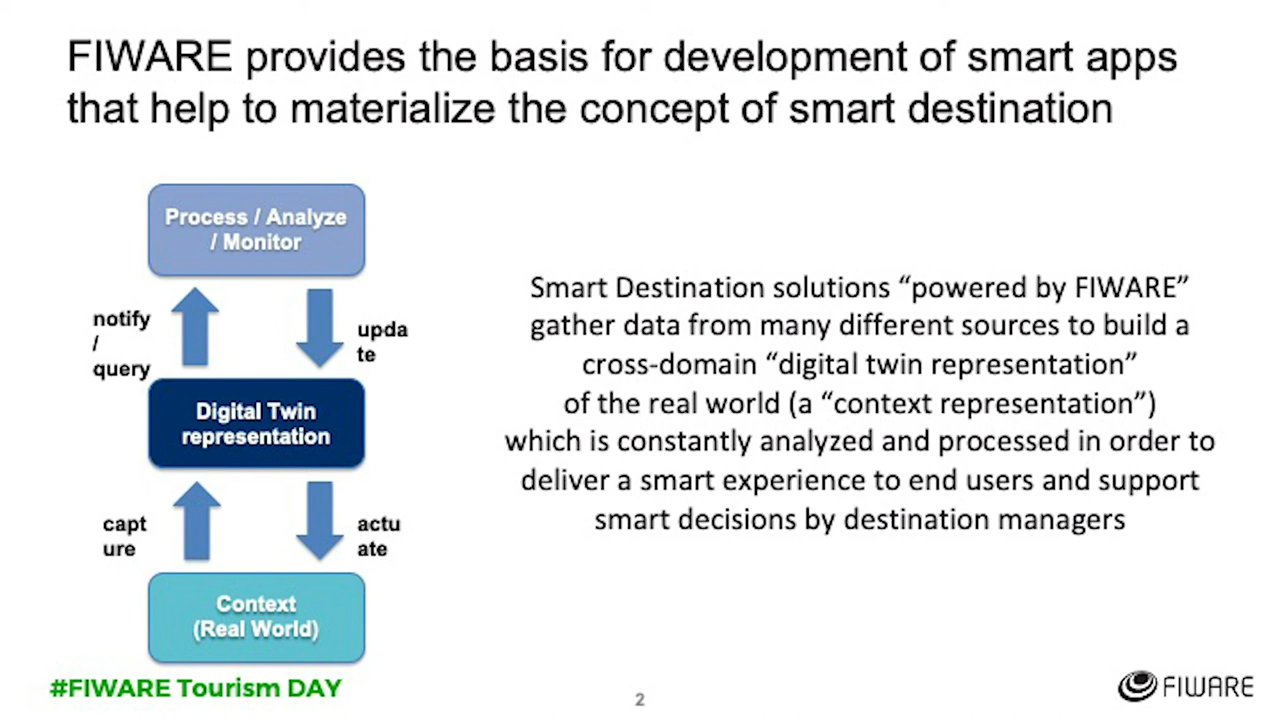 FIWARE provides the basis for development of smart apps
that help to materialize the concept of smart destination
Process / Analyze
/ Monitor
notify
/
query
upda
te
Digital Twin
representation
capt
ure
actu
ate
Context
(Real World)
Smart Destination solutions “powered by FIWARE”
gather data from many different sources to build a
cross-domain “digital twin representation”
of the real world (a “context representation”)
which is constantly analyzed and processed in order to
deliver a smart experience to end users and support
smart decisions by destination managers
#FIWARE Tourism DAY
2
FIWARE